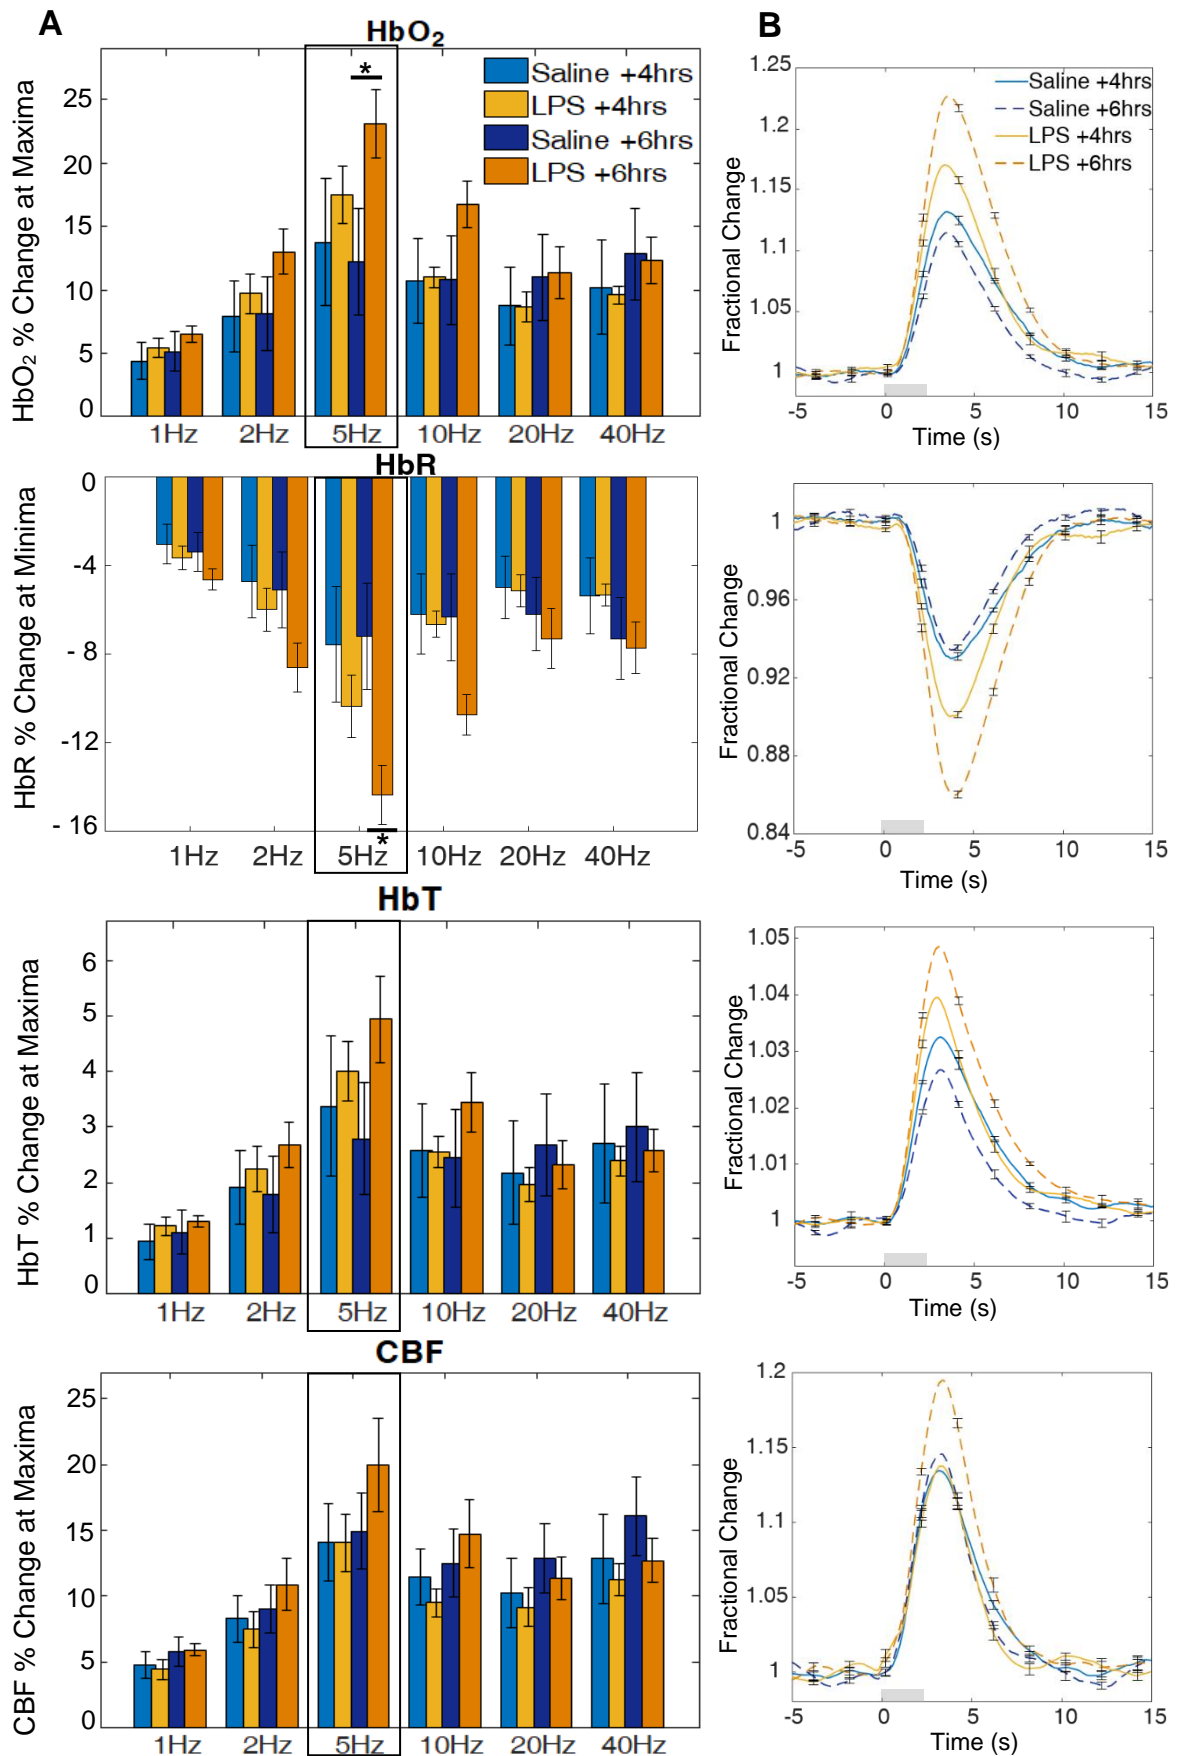 A
B
HbO₂
HbO₂ % Change at Maxima
25
20
15
10
5
0
*
Saline +4hrs
LPS +4hrs
Saline +6hrs
LPS +6hrs
1Hz 2Hz 5Hz 10Hz 20Hz 40Hz
Fractional Change
1.25
1.2
1.15
1.1
1.05
1
Saline +4hrs
Saline +6hrs
LPS +4hrs
LPS +6hrs
-5 0 5 10 15
Time (s)
HbR
HbR % Change at Minima
0
-4
-8
-12
-16
*
1Hz 2Hz 5Hz 10Hz 20Hz 40Hz
Fractional Change
1
0.96
0.92
0.88
0.84
-5 0 5 10 15
Time (s)
HbT
HbT % Change at Maxima
6
5
4
3
2
1
0
1Hz 2Hz 5Hz 10Hz 20Hz 40Hz
Fractional Change
1.05
1.04
1.03
1.02
1.01
1
-5 0 5 10 15
Time (s)
CBF
CBF % Change at Maxima
25
20
15
10
5
0
1Hz 2Hz 5Hz 10Hz 20Hz 40Hz
Fractional Change
1.2
1.15
1.1
1.05
1
-5 0 5 10 15
Time (s)